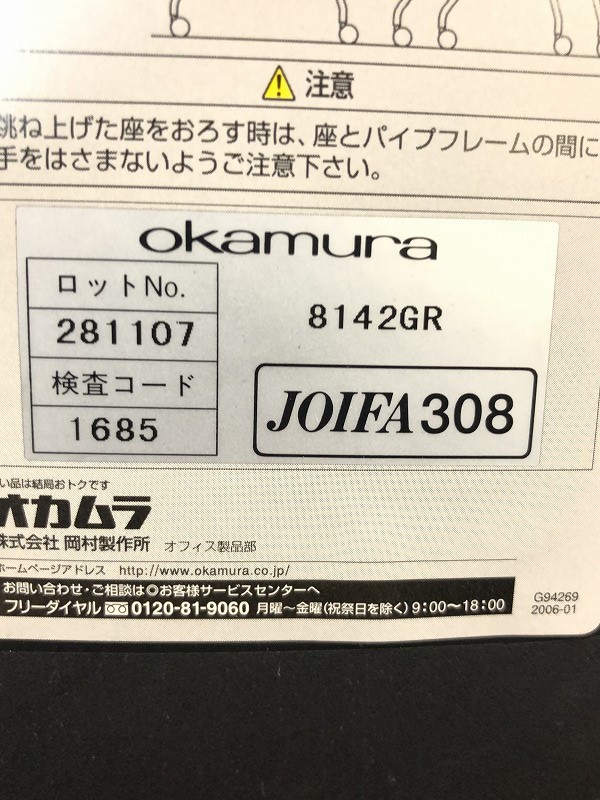 注意
跳ね上げた座をおろす時は、座とパイプフレームの間に
手をはさまないようご注意下さい。
okamura
ロットNo.
281107
検査コード
1685
8142GR
JOIFA308
い品は結局おトクです
オカムラ
株式会社 岡村製作所 オフィス製品部
ホームページアドレス http://www.okamura.co.jp/
お問い合わせ・ご相談は◎お客様サービスセンターへ
フリーダイヤル 0120-81-9060 月曜～金曜(祝祭日を除く)9:00～18:00
G94269
2006-01